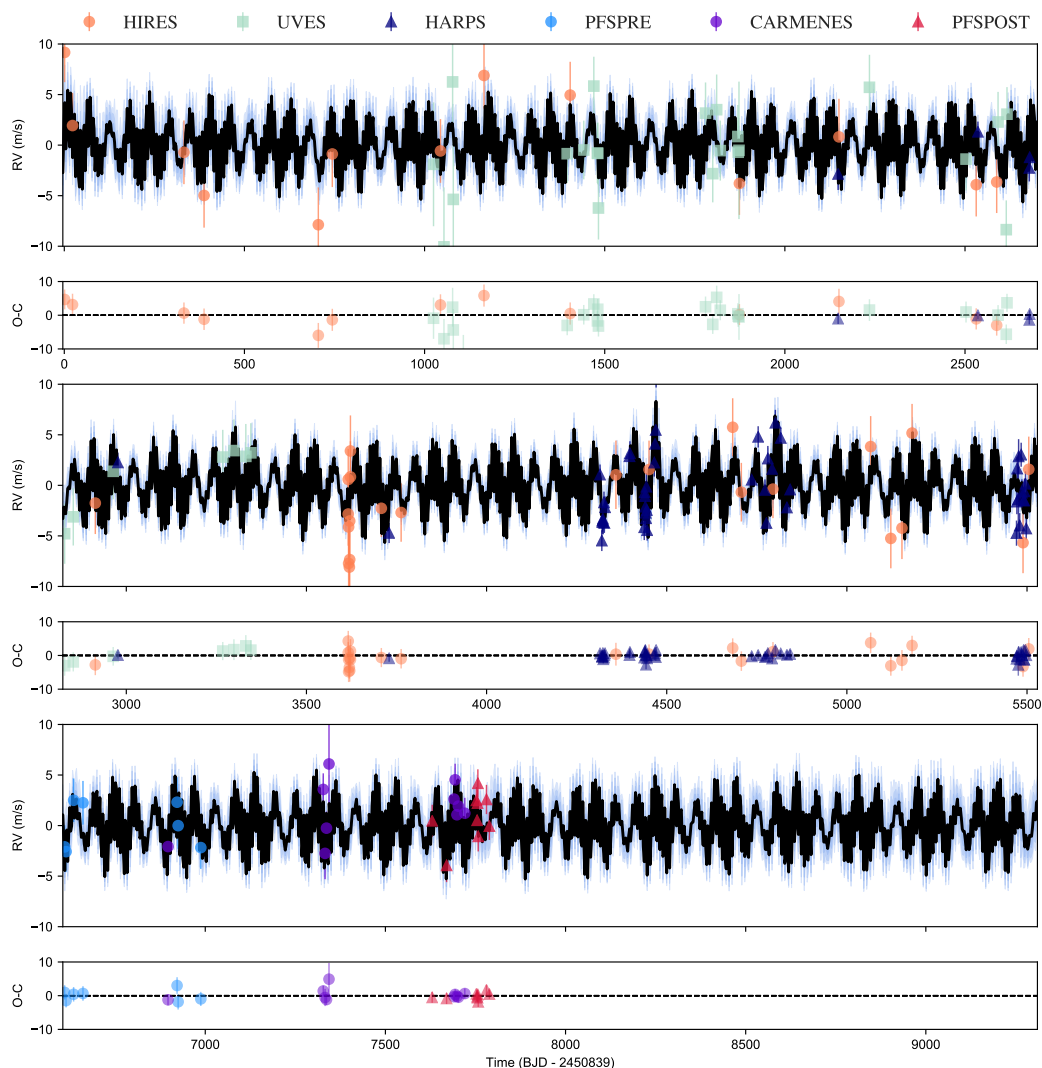 HIRES UVES HARPS PFSPRE CARMENES PFSPOST
10
5
0
−5
−10
RV (m/s)
10
0
−10
O-C
0 500 1000 1500 2000 2500
10
5
0
−5
−10
RV (m/s)
10
0
−10
O-C
3000 3500 4000 4500 5000 5500
10
5
0
−5
−10
RV (m/s)
10
0
−10
O-C
7000 7500 8000 8500 9000
Time (BJD - 2450839)